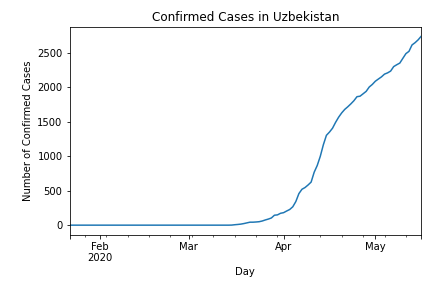 Confirmed Cases in Uzbekistan
Number of Confirmed Cases
2500
2000
1500
1000
500
0
Feb
2020
Mar
Apr
May
Day